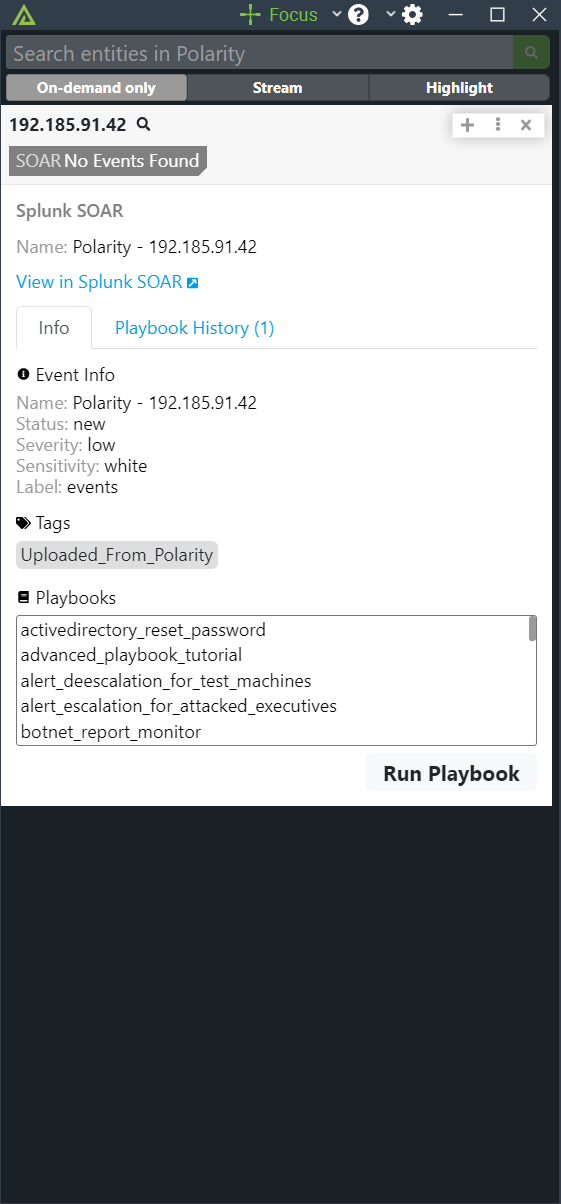 Focus
Search entities in Polarity
On-demand only Stream Highlight
192.185.91.42
SOAR No Events Found
Splunk SOAR
Name: Polarity - 192.185.91.42
View in Splunk SOAR
Info Playbook History (1)
Event Info
Name: Polarity - 192.185.91.42
Status: new
Severity: low
Sensitivity: white
Label: events
Tags
Uploaded_From_Polarity
Playbooks
activedirectory_reset_password
advanced_playbook_tutorial
alert_deescalation_for_test_machines
alert_escalation_for_attacked_executives
botnet_report_monitor
Run Playbook